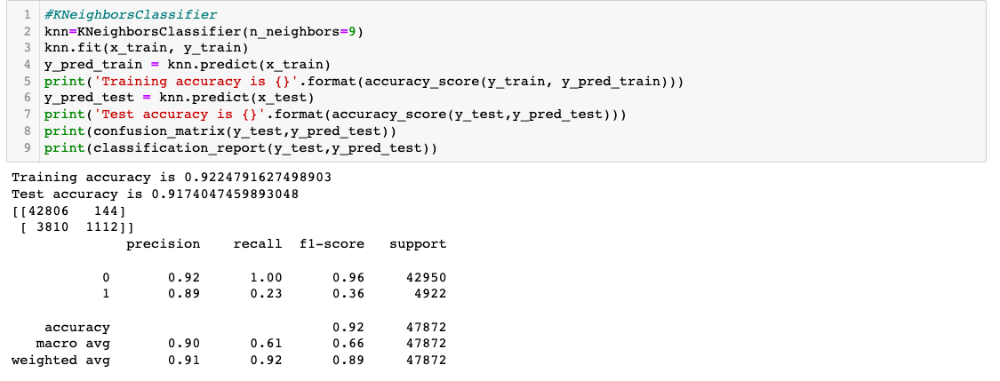 1 #KNeighborsClassifier
2 knn=KNeighborsClassifier(n_neighbors=9)
3 knn.fit(x_train, y_train)
4 y_pred_train = knn.predict(x_train)
5 print('Training accuracy is {}'.format(accuracy_score(y_train, y_pred_train)))
6 y_pred_test = knn.predict(x_test)
7 print('Test accuracy is {}'.format(accuracy_score(y_test,y_pred_test)))
8 print(confusion_matrix(y_test,y_pred_test))
9 print(classification_report(y_test,y_pred_test))
Training accuracy is 0.9224791627498903
Test accuracy is 0.9174047459893048
[[42806   144]
 [ 3810  1112]]
              precision    recall  f1-score   support

           0       0.92      1.00      0.96     42950
           1       0.89      0.23      0.36      4922

    accuracy                           0.92     47872
   macro avg       0.90      0.61      0.66     47872
weighted avg       0.91      0.92      0.89     47872